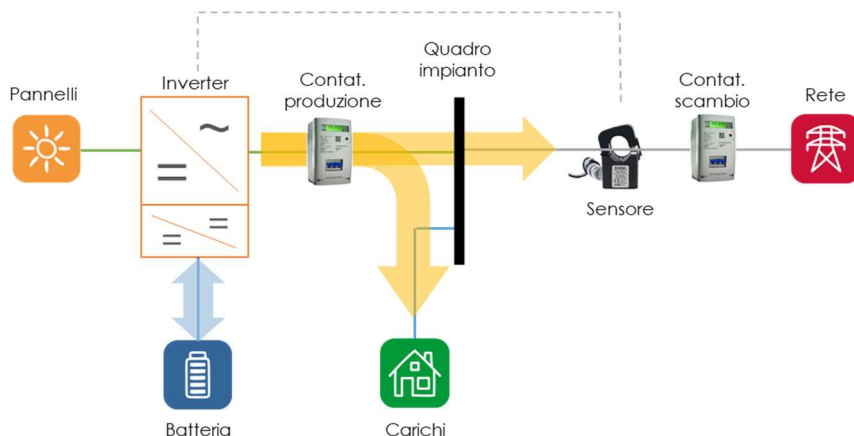 Quadro
impianto
Inverter
Contat.
produzione
Contat.
scambio
Pannelli
Rete
Sensore
Batteria
Carichi